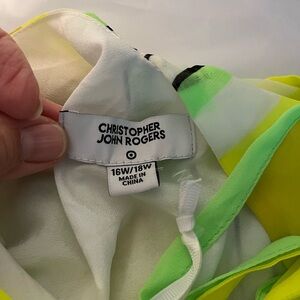 CHRISTOPHER
JOHN ROGERS
16W/18W
MADE IN
CHINA